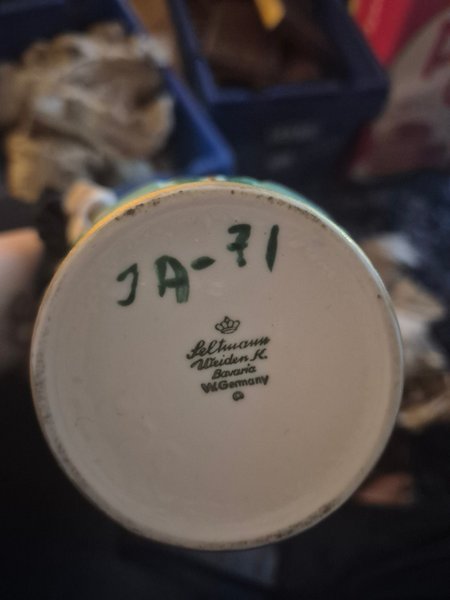 JA-71
Seltmann
Weiden K.
Bavaria
W.Germany